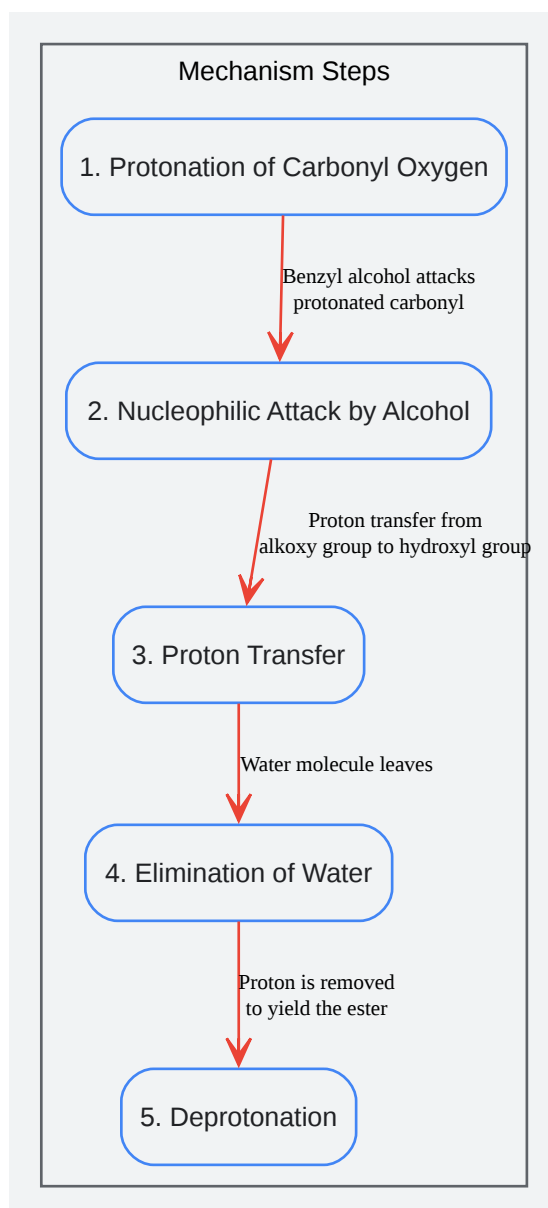 Mechanism Steps
1. Protonation of Carbonyl Oxygen
Benzyl alcohol attacks
protonated carbonyl
2. Nucleophilic Attack by Alcohol
Proton transfer from
alkoxy group to hydroxyl group
3. Proton Transfer
Water molecule leaves
4. Elimination of Water
Proton is removed
to yield the ester
5. Deprotonation